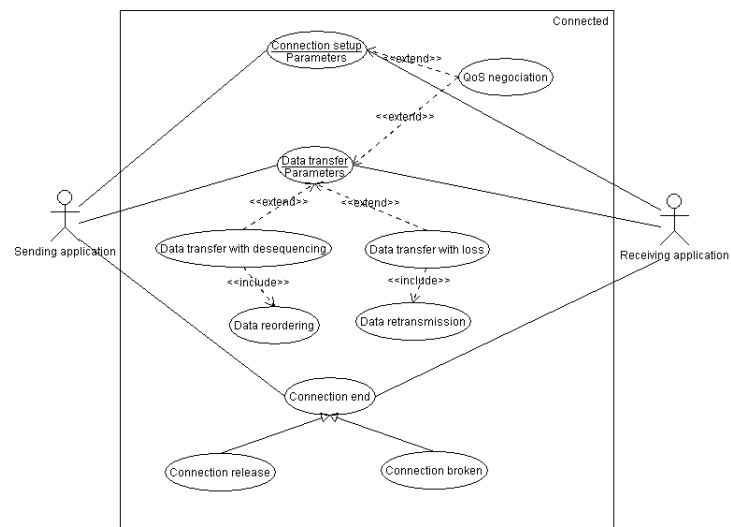 Connected
Connection setup
Parameters
<<extend>>
QoS negociation
<<extend>>
Data transfer
Parameters
<<extend>>
<<extend>>
Sending application
Data transfer with desequencing
Data transfer with loss
Receiving application
<<include>>
<<include>>
Data reordering
Data retransmission
Connection end
Connection release
Connection broken